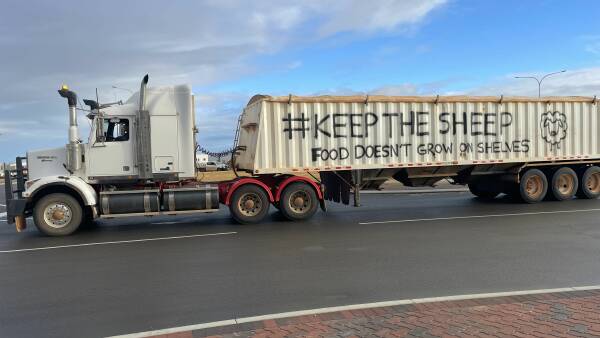 #KEEP THE SHEEP
FOOD DOESN'T GROW ON SHELVES